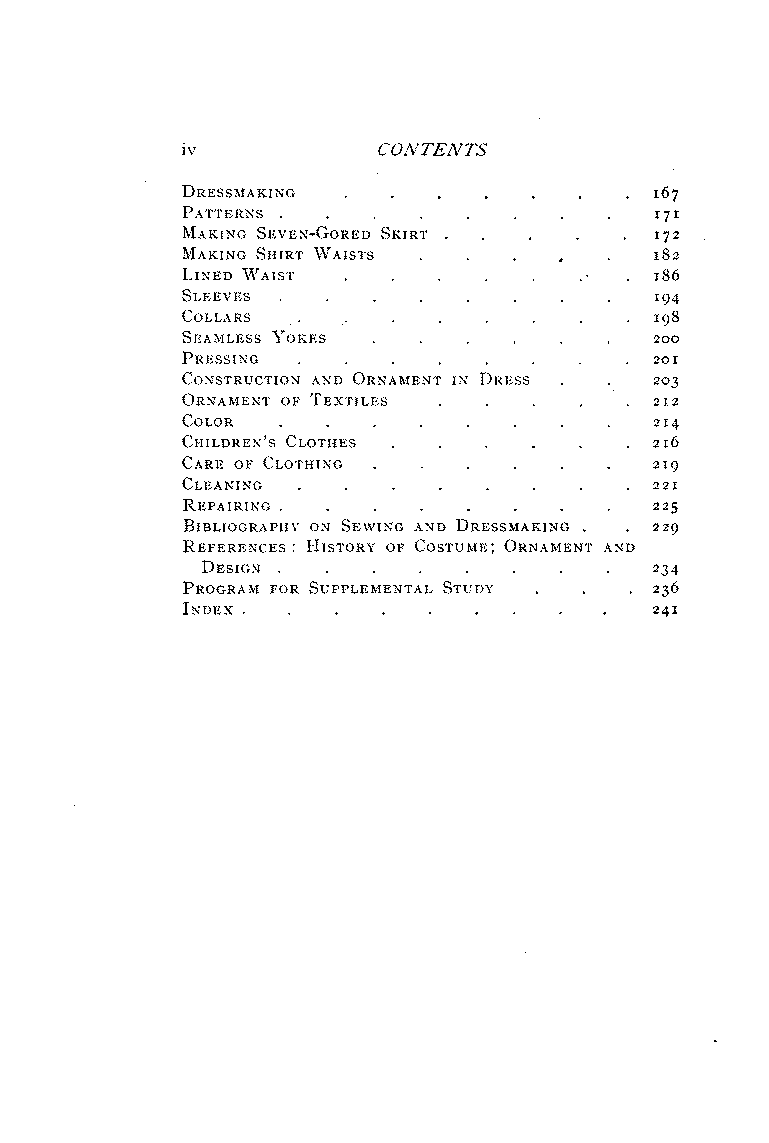 iv CONTENTS
DRESSMAKING . . . . . . . 167
PATTERNS . . . . . . . . 171
MAKING SEVEN-GORED SKIRT . . . . . 172
MAKING SHIRT WAISTS . . . . . 182
LINED WAIST . . . . . . . 186
SLEEVES . . . . . . . . 194
COLLARS . . . . . . . . 198
SEAMLESS YOKES . . . . . . 200
PRESSING . . . . . . . . 201
CONSTRUCTION AND ORNAMENT IN DRESS . . 203
ORNAMENT OF TEXTILES . . . . . 212
COLOR . . . . . . . . 214
CHILDREN'S CLOTHES . . . . . . 216
CARE OF CLOTHING . . . . . . 219
CLEANING . . . . . . . . 221
REPAIRING . . . . . . . . 225
BIBLIOGRAPHY ON SEWING AND DRESSMAKING . . 229
REFERENCES: HISTORY OF COSTUME; ORNAMENT AND
DESIGN . . . . . . . . 234
PROGRAM FOR SUPPLEMENTAL STUDY . . . 236
INDEX . . . . . . . . . 241